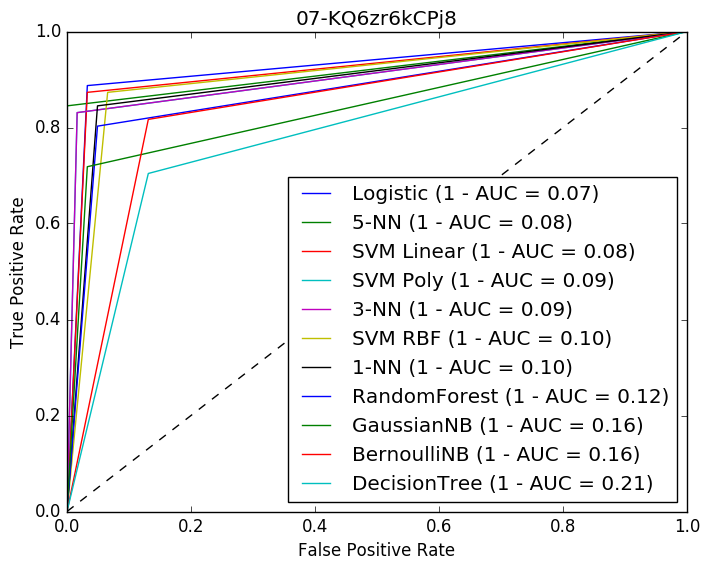 07-KQ6zr6kCPj8
1.0
0.8
0.6
0.4
0.2
0.0
True Positive Rate
Logistic (1 - AUC = 0.07)
5-NN (1 - AUC = 0.08)
SVM Linear (1 - AUC = 0.08)
SVM Poly (1 - AUC = 0.09)
3-NN (1 - AUC = 0.09)
SVM RBF (1 - AUC = 0.10)
1-NN (1 - AUC = 0.10)
RandomForest (1 - AUC = 0.12)
GaussianNB (1 - AUC = 0.16)
BernoulliNB (1 - AUC = 0.16)
DecisionTree (1 - AUC = 0.21)
0.0 0.2 0.4 0.6 0.8 1.0
False Positive Rate